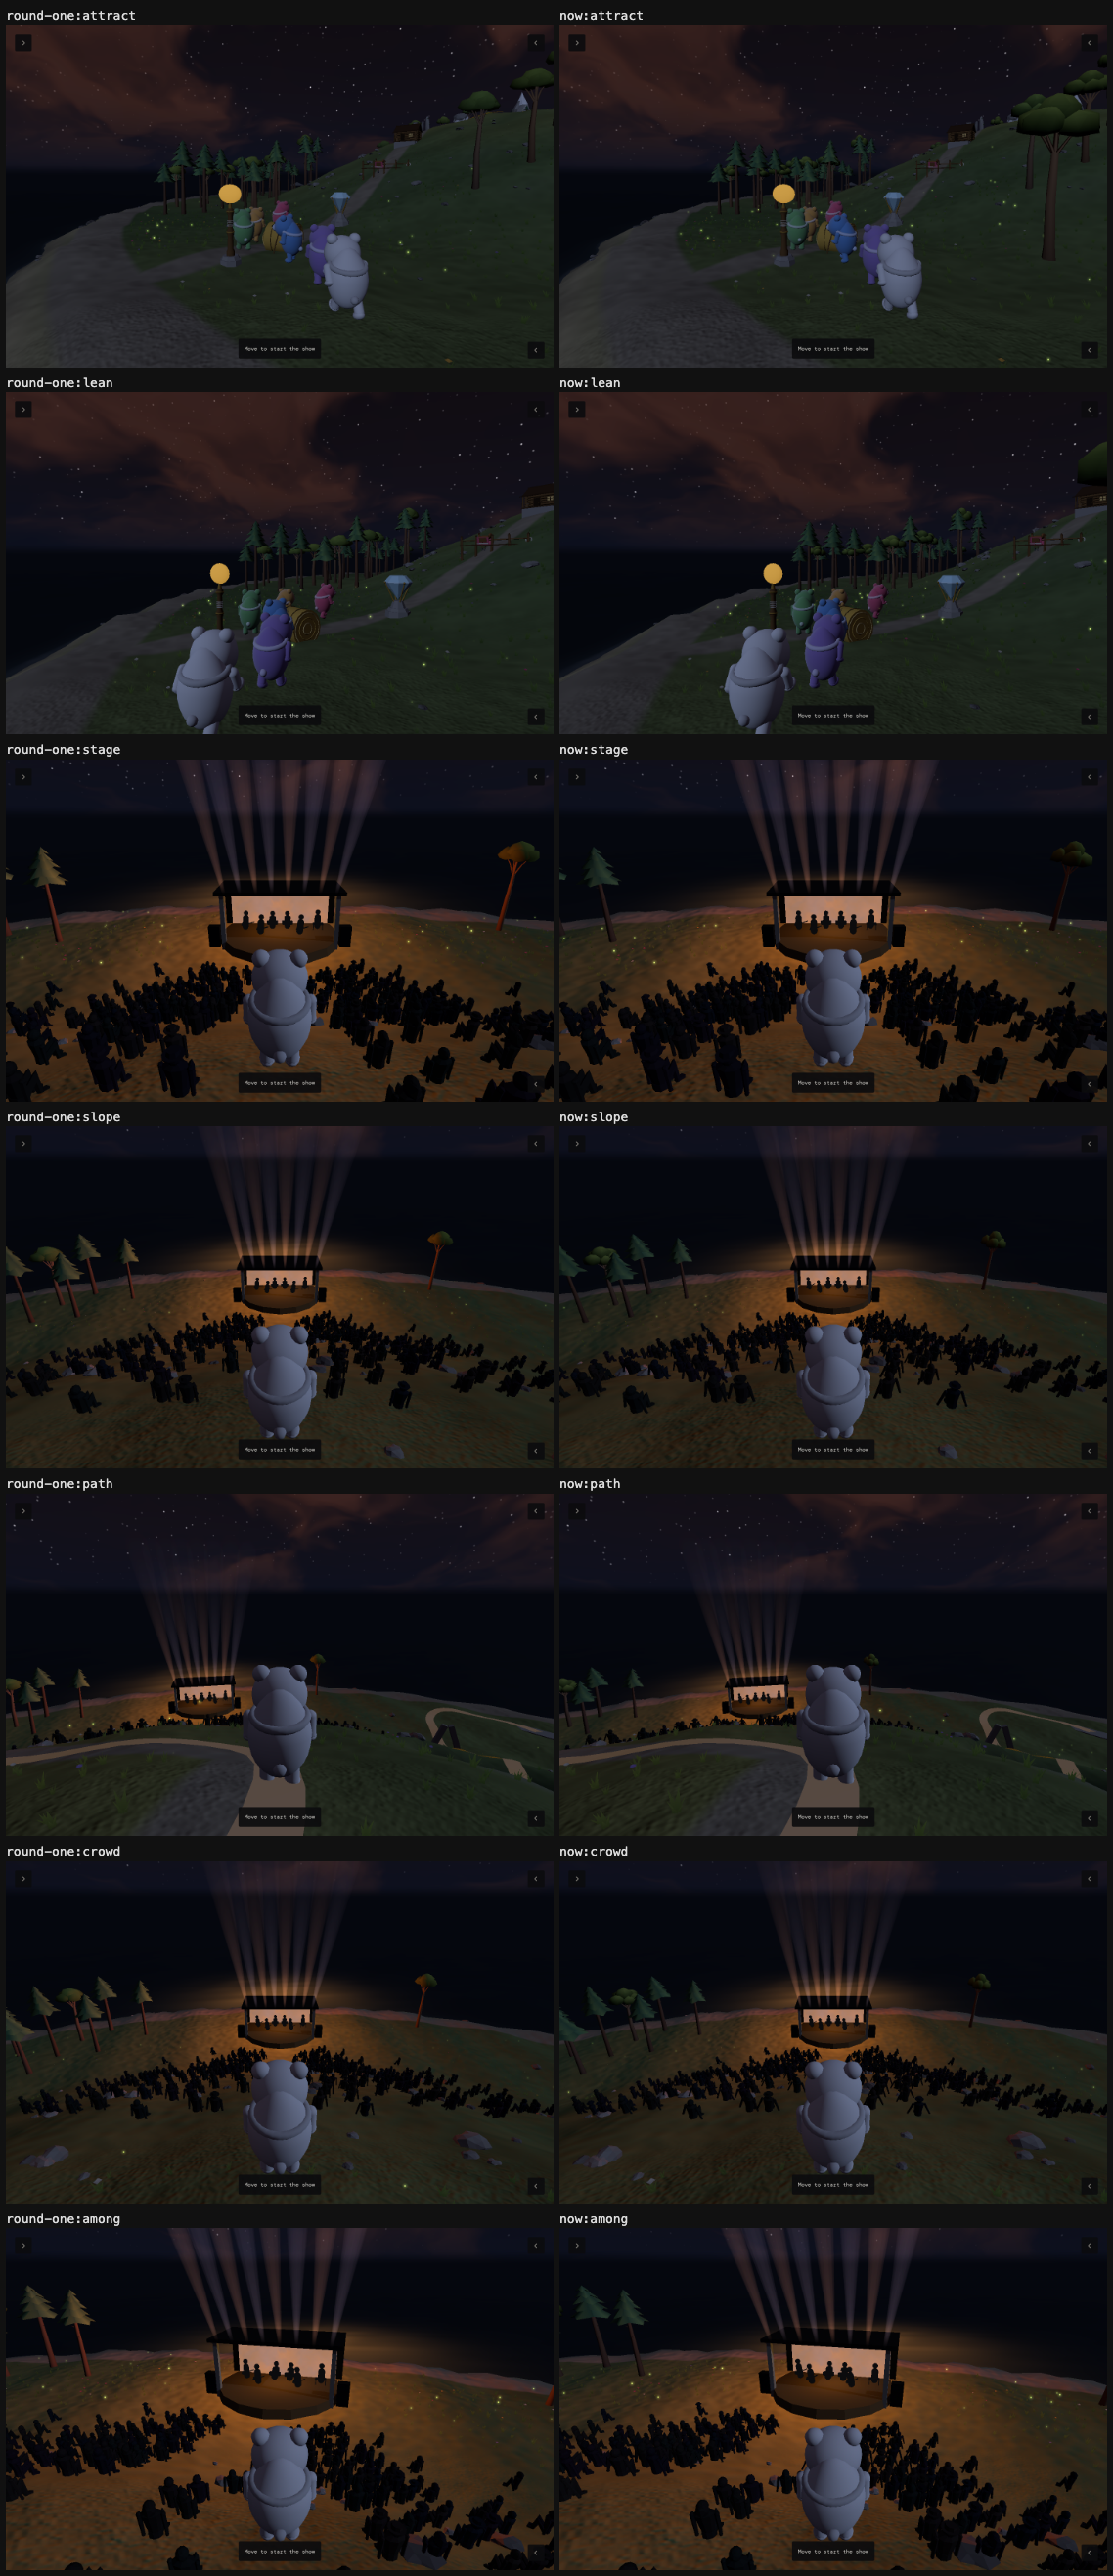 round-one:attract
now:attract
Move to start the show
Move to start the show
round-one:lean
now:lean
Move to start the show
Move to start the show
round-one:stage
now:stage
Move to start the show
Move to start the show
round-one:slope
now:slope
Move to start the show
Move to start the show
round-one:path
now:path
Move to start the show
Move to start the show
round-one:crowd
now:crowd
Move to start the show
Move to start the show
round-one:among
now:among
Move to start the show
Move to start the show